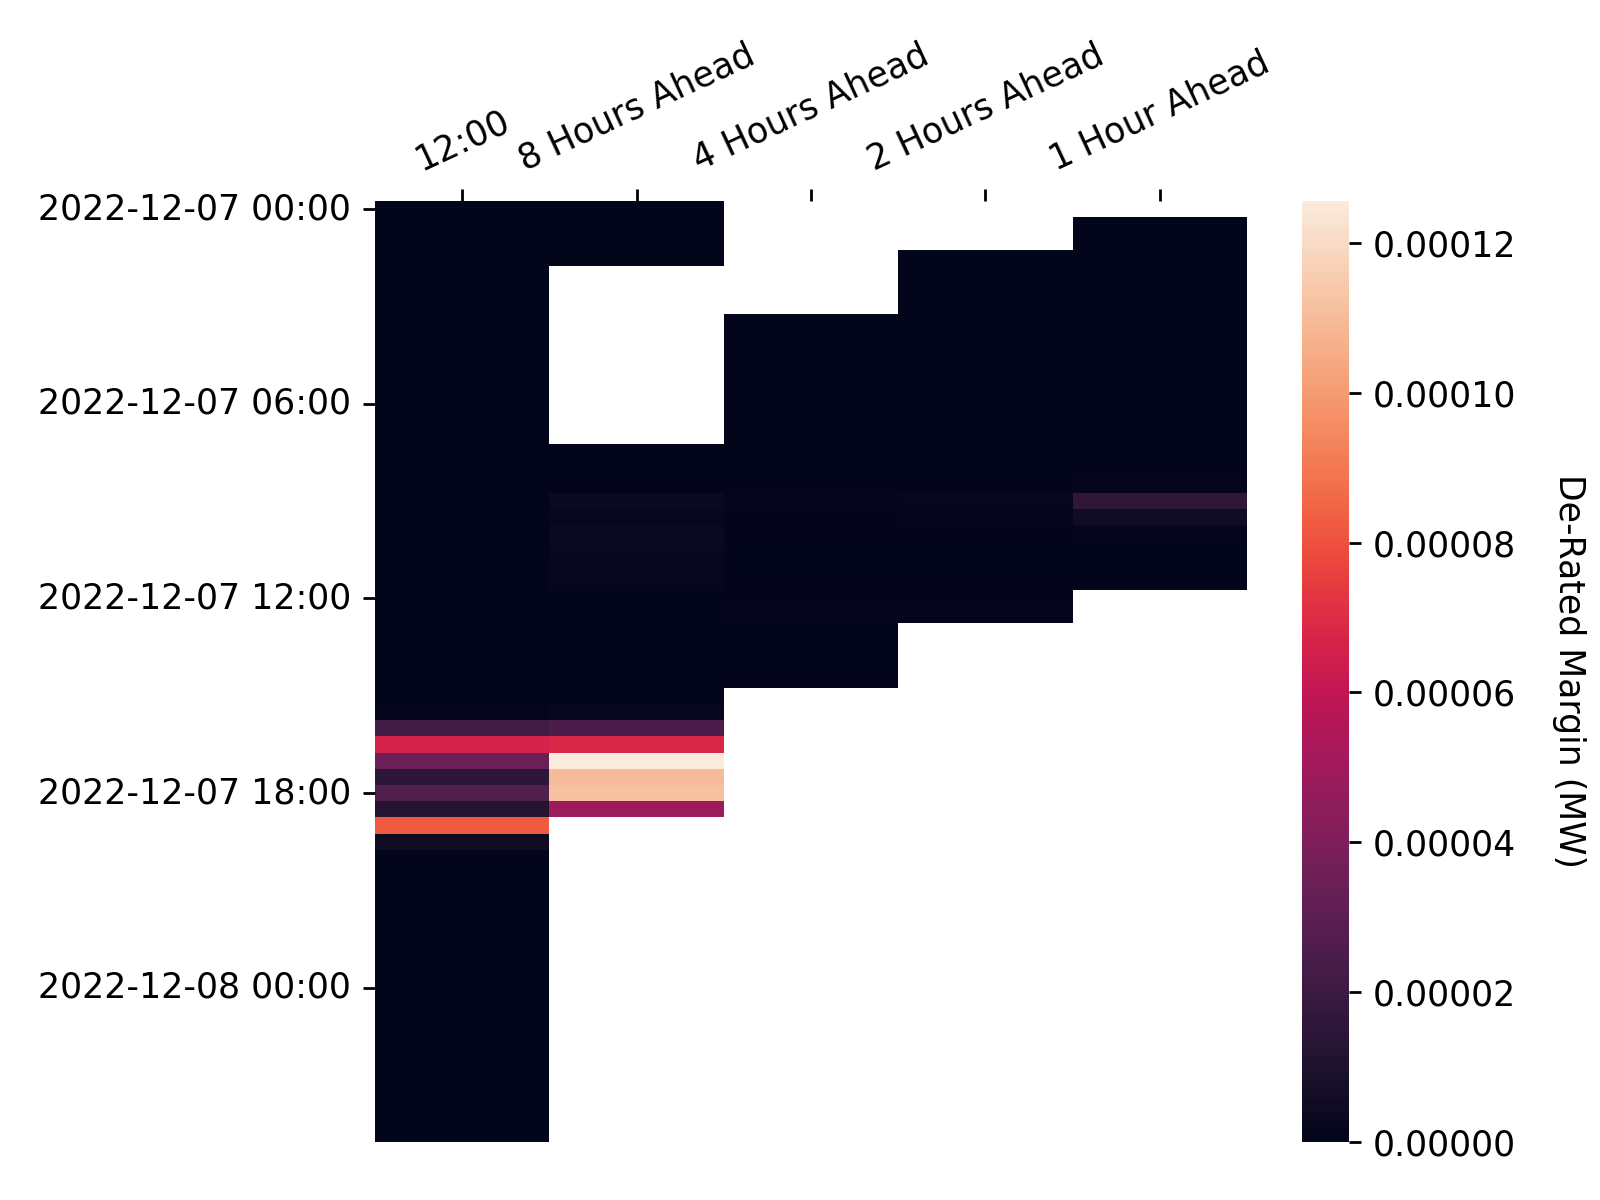 12:00
8 Hours Ahead
4 Hours Ahead
2 Hours Ahead
1 Hour Ahead
2022-12-07 00:00
2022-12-07 06:00
2022-12-07 12:00
2022-12-07 18:00
2022-12-08 00:00
0.00012
0.00010
0.00008
0.00006
0.00004
0.00002
0.00000
De-Rated Margin (MW)